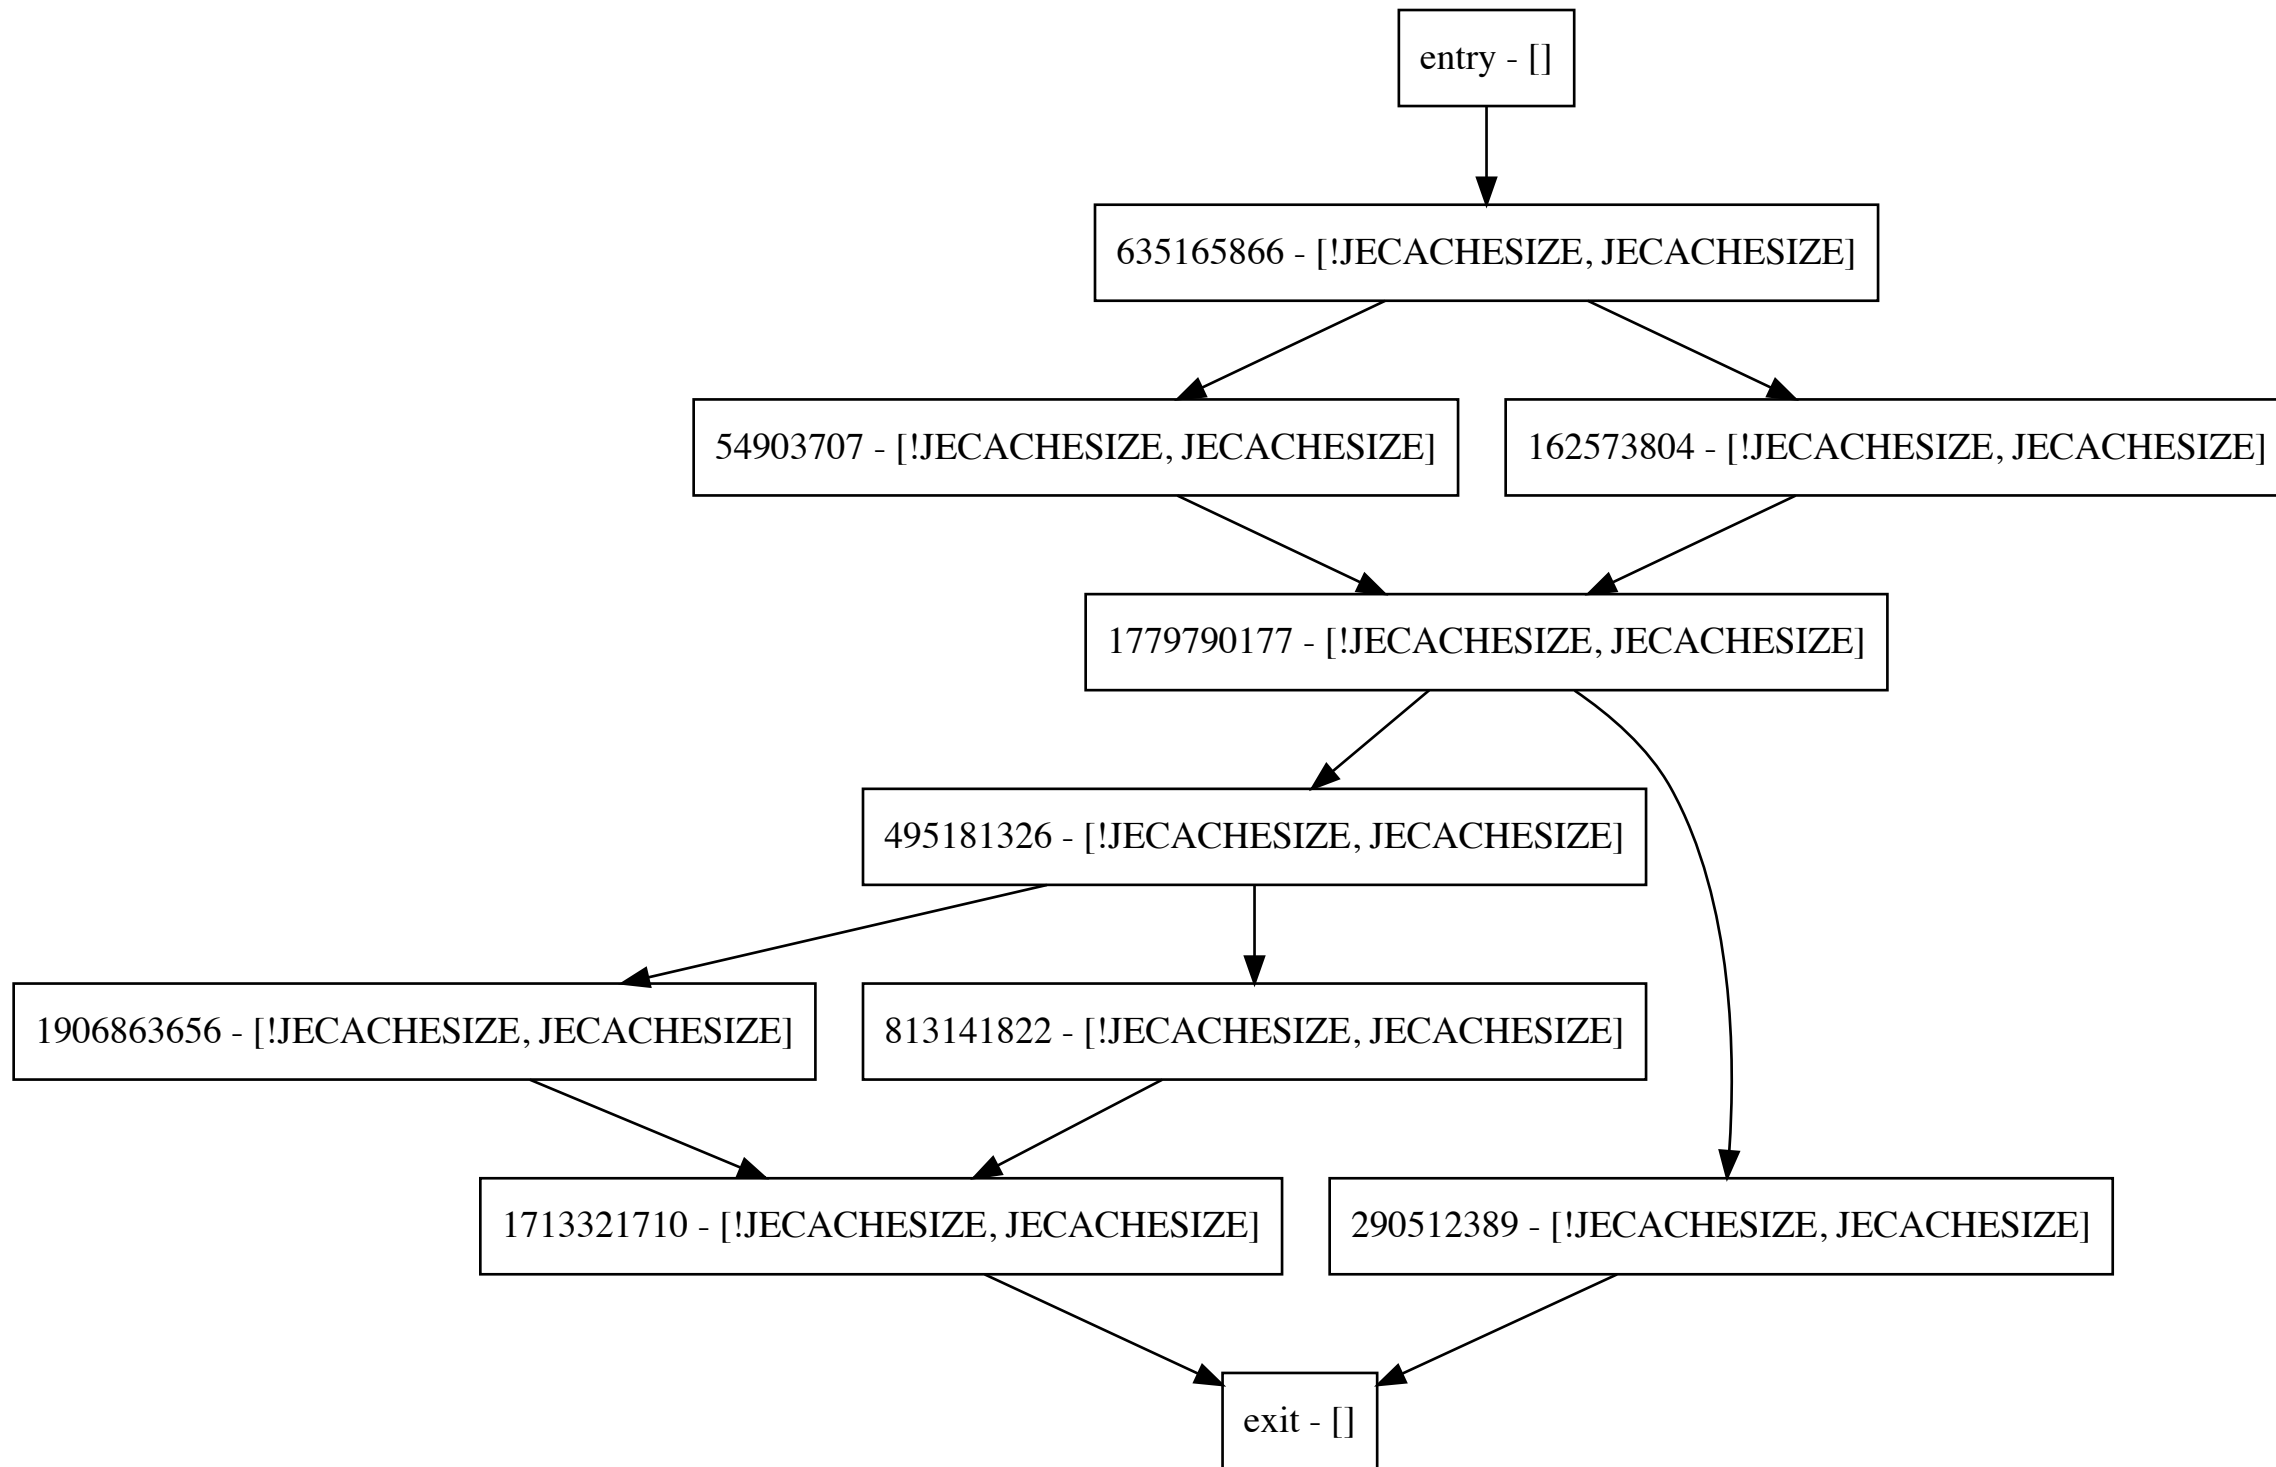 entry - []
635165866 - [!JECACHESIZE, JECACHESIZE]
54903707 - [!JECACHESIZE, JECACHESIZE]
162573804 - [!JECACHESIZE, JECACHESIZE]
1779790177 - [!JECACHESIZE, JECACHESIZE]
495181326 - [!JECACHESIZE, JECACHESIZE]
1906863656 - [!JECACHESIZE, JECACHESIZE]
813141822 - [!JECACHESIZE, JECACHESIZE]
1713321710 - [!JECACHESIZE, JECACHESIZE]
290512389 - [!JECACHESIZE, JECACHESIZE]
exit - []